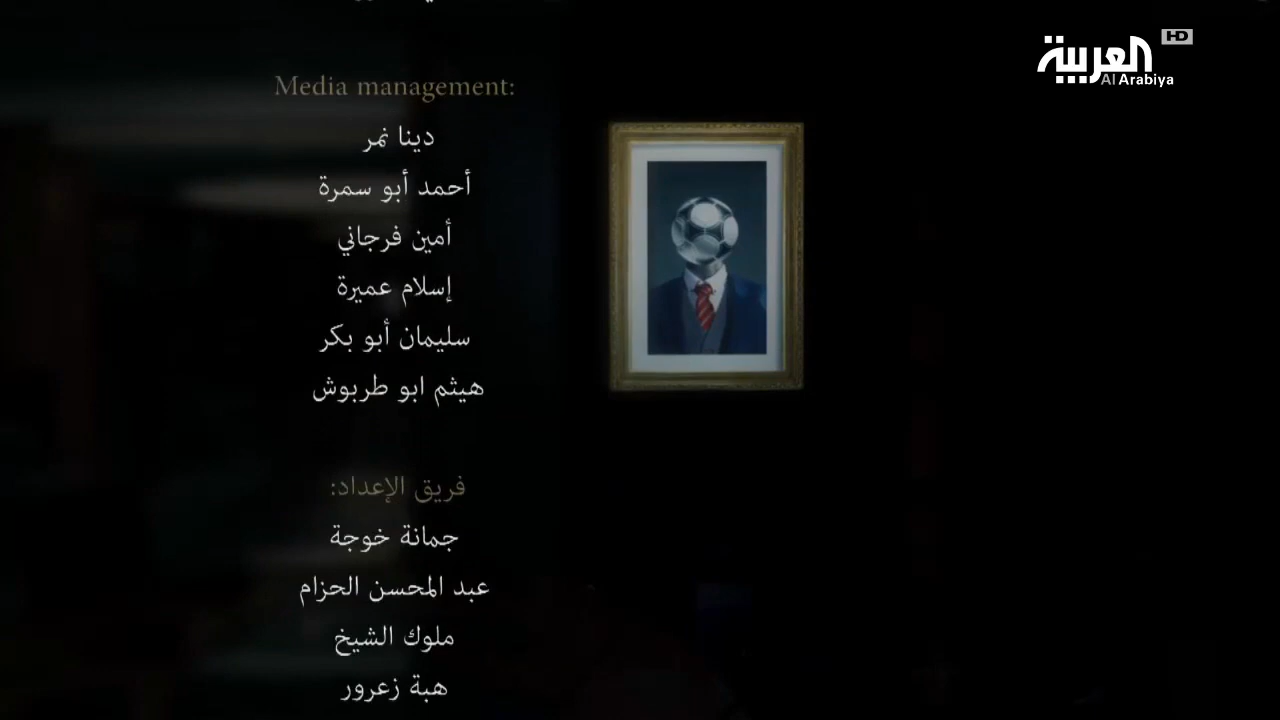 العربية HD
Al Arabiya
Media management:
دينا نمر
أحمد أبو سمرة
أمين فرجاني
إسلام عميرة
سليمان أبو بكر
هيثم ابو طربوش
فريق الإعداد:
جمانة خوجة
عبد المحسن الحزام
ملوك الشيخ
هبة زعرور